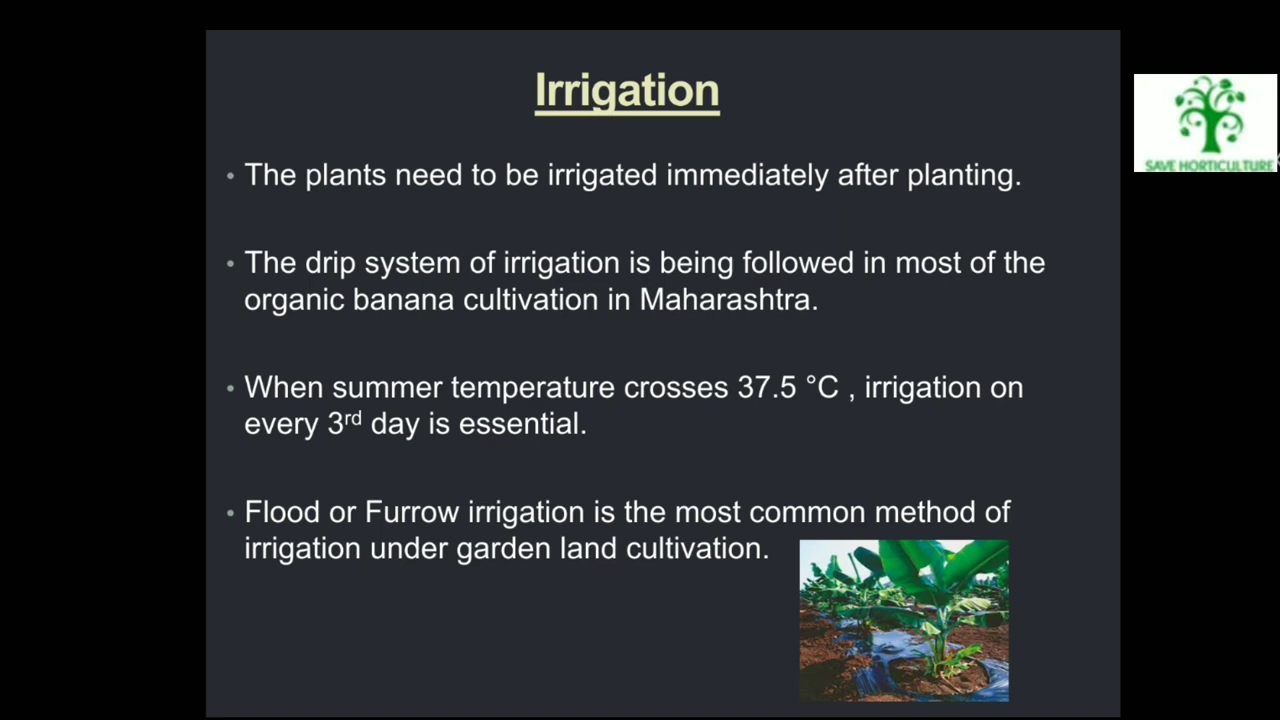 Irrigation
• The plants need to be irrigated immediately after planting.
• The drip system of irrigation is being followed in most of the
organic banana cultivation in Maharashtra.
• When summer temperature crosses 37.5 °C , irrigation on
every 3rd day is essential.
• Flood or Furrow irrigation is the most common method of
irrigation under garden land cultivation.
SAVE HORTICULTURE